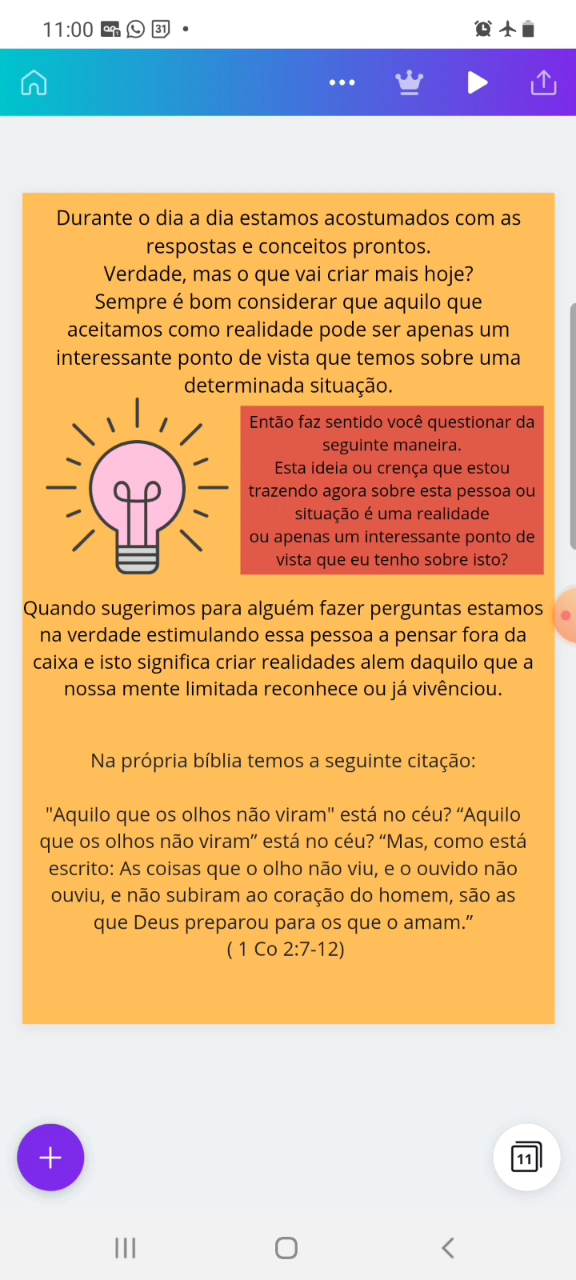 11:00
31
Durante o dia a dia estamos acostumados com as
respostas e conceitos prontos.
Verdade, mas o que vai criar mais hoje?
Sempre é bom considerar que aquilo que
aceitamos como realidade pode ser apenas um
interessante ponto de vista que temos sobre uma
determinada situação.
Então faz sentido você questionar da
seguinte maneira.
Esta ideia ou crença que estou
trazendo agora sobre esta pessoa ou
situação é uma realidade
ou apenas um interessante ponto de
vista que eu tenho sobre isto?
Quando sugerimos para alguém fazer perguntas estamos
na verdade estimulando essa pessoa a pensar fora da
caixa e isto significa criar realidades alem daquilo que a
nossa mente limitada reconhece ou já vivênciou.
Na própria bíblia temos a seguinte citação:
"Aquilo que os olhos não viram" está no céu? “Aquilo
que os olhos não viram” está no céu? “Mas, como está
escrito: As coisas que o olho não viu, e o ouvido não
ouviu, e não subiram ao coração do homem, são as
que Deus preparou para os que o amam.”
( 1 Co 2:7-12)
11